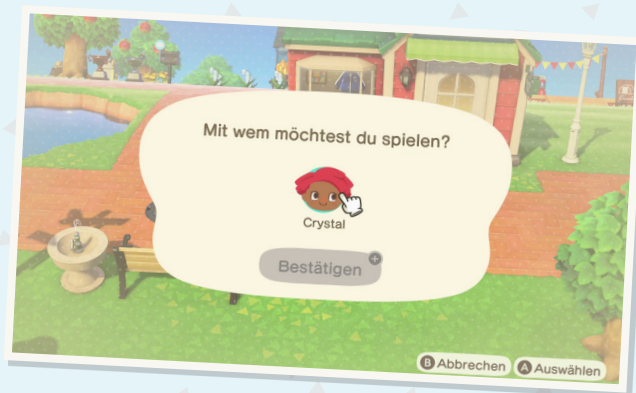 Mit wem möchtest du spielen?
Crystal
Bestätigen
B Abbrechen A Auswählen